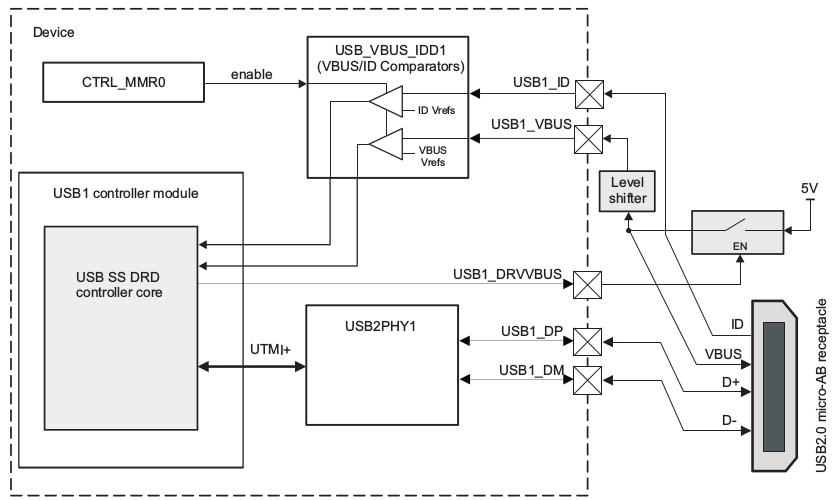 Device
CTRL_MMR0
enable
USB_VBUS_IDD1
(VBUS/ID Comparators)
ID Vrefs
VBUS
Vrefs
USB1_ID
USB1_VBUS
Level
shifter
5V
EN
USB1 controller module
USB SS DRD
controller core
USB1_DRVVBUS
UTMI+
USB2PHY1
USB1_DP
USB1_DM
ID
VBUS
D+
D-
USB2.0 micro-AB receptacle